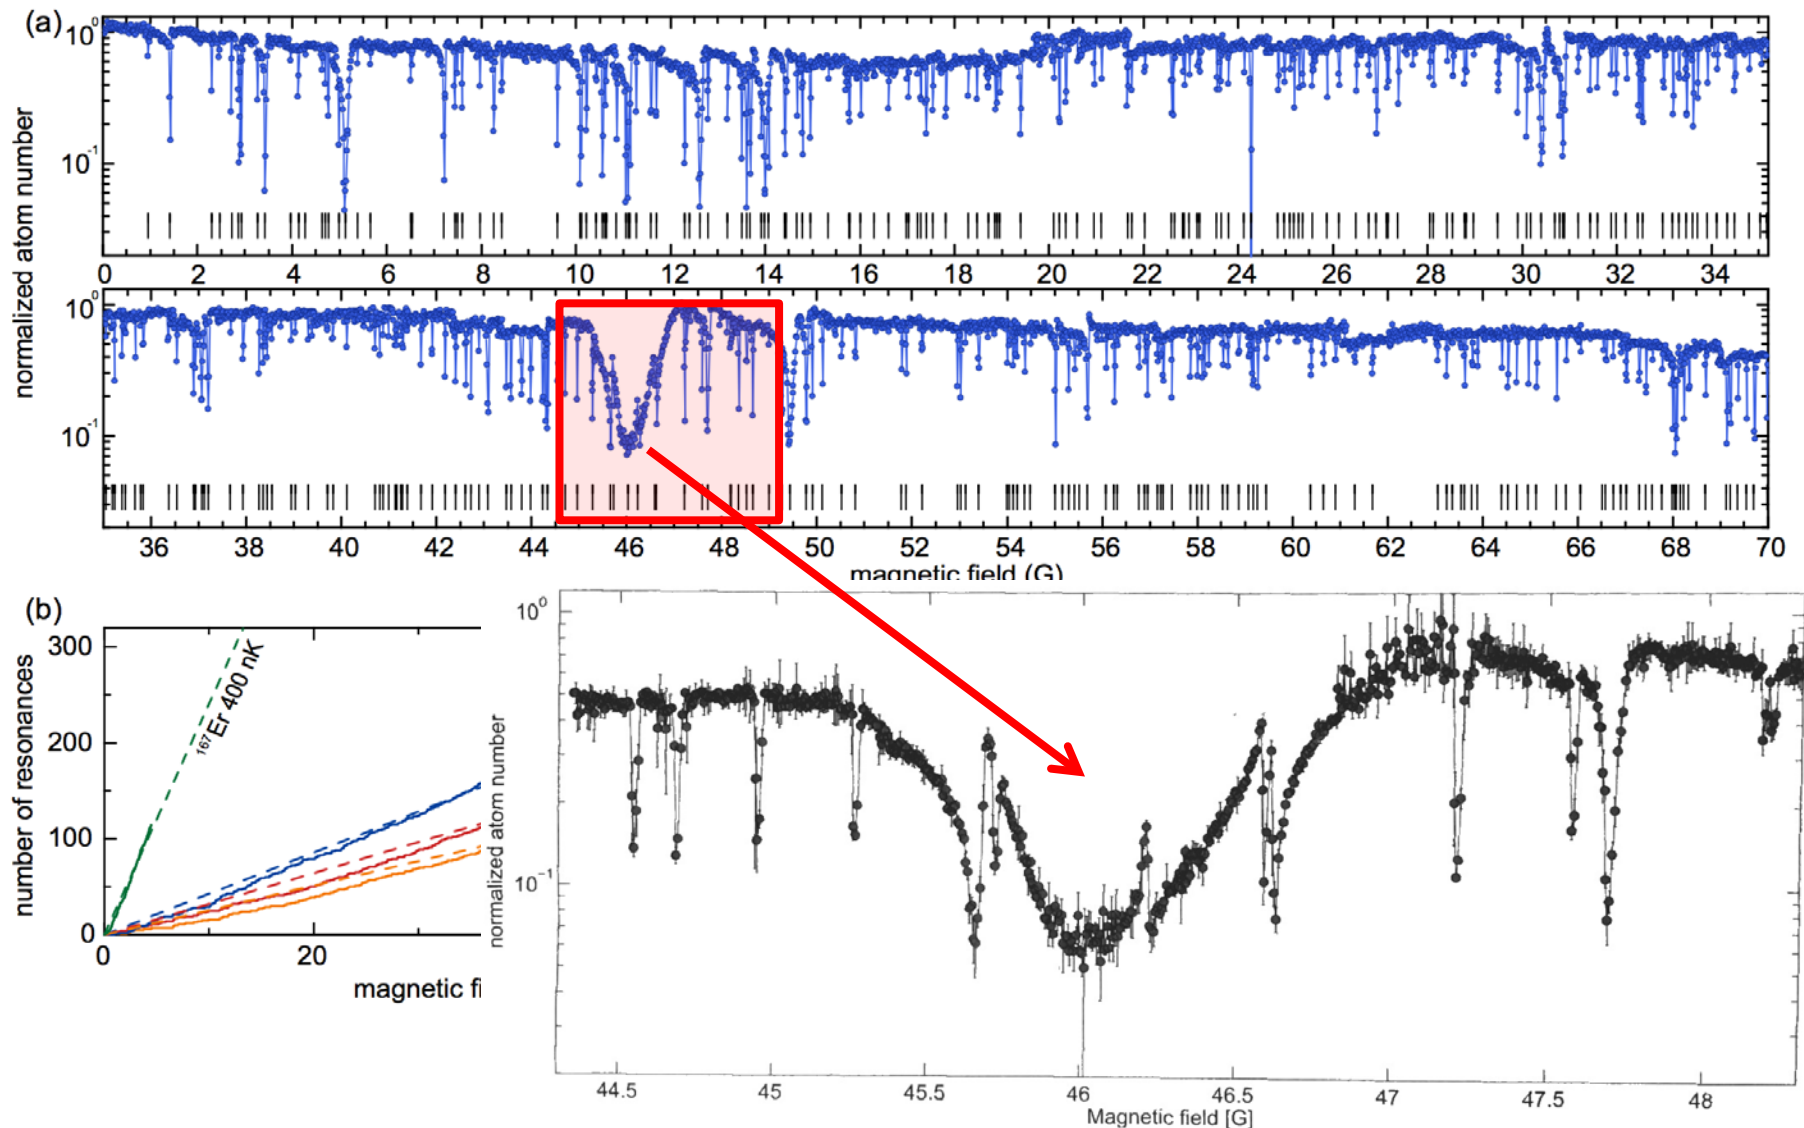 (a)
normalized atom number
10⁰
10⁻¹
0 2 4 6 8 10 12 14 16 18 20 22 24 26 28 30 32 34
10⁰
10⁻¹
36 38 40 42 44 46 48 50 52 54 56 58 60 62 64 66 68 70
magnetic field (G)
(b)
number of resonances
300
200
100
0
¹⁶⁷Er 400 nK
0 20
magnetic fi
normalized atom number
10⁰
10⁻¹
44.5 45 45.5 46 46.5 47 47.5 48
Magnetic field [G]